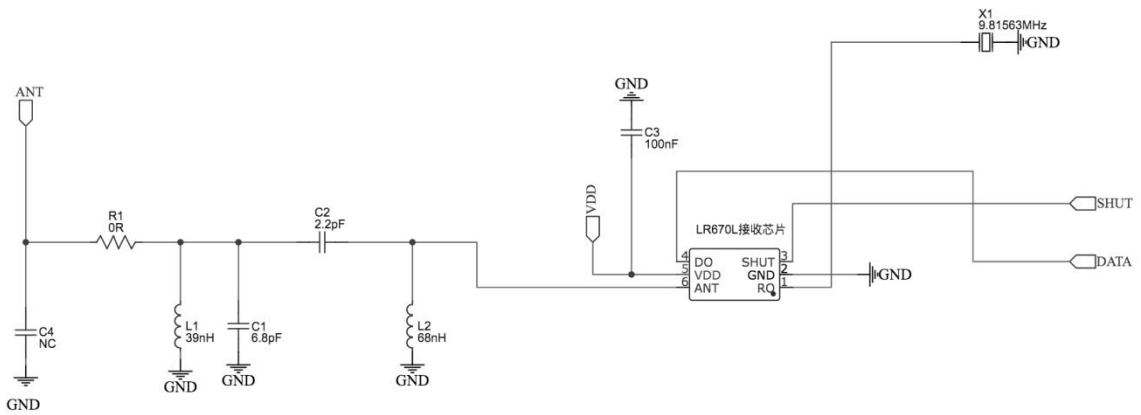 X1
9.81563MHz
GND
ANT
GND
C3
100nF
VDD
R1
0R
C2
2.2pF
SHUT
LR670L接收芯片
4 DO SHUT 3
5 VDD GND 2
6 ANT RO 1
DATA
GND
C4
NC
L1
39nH
C1
6.8pF
L2
68nH
GND
GND
GND
GND